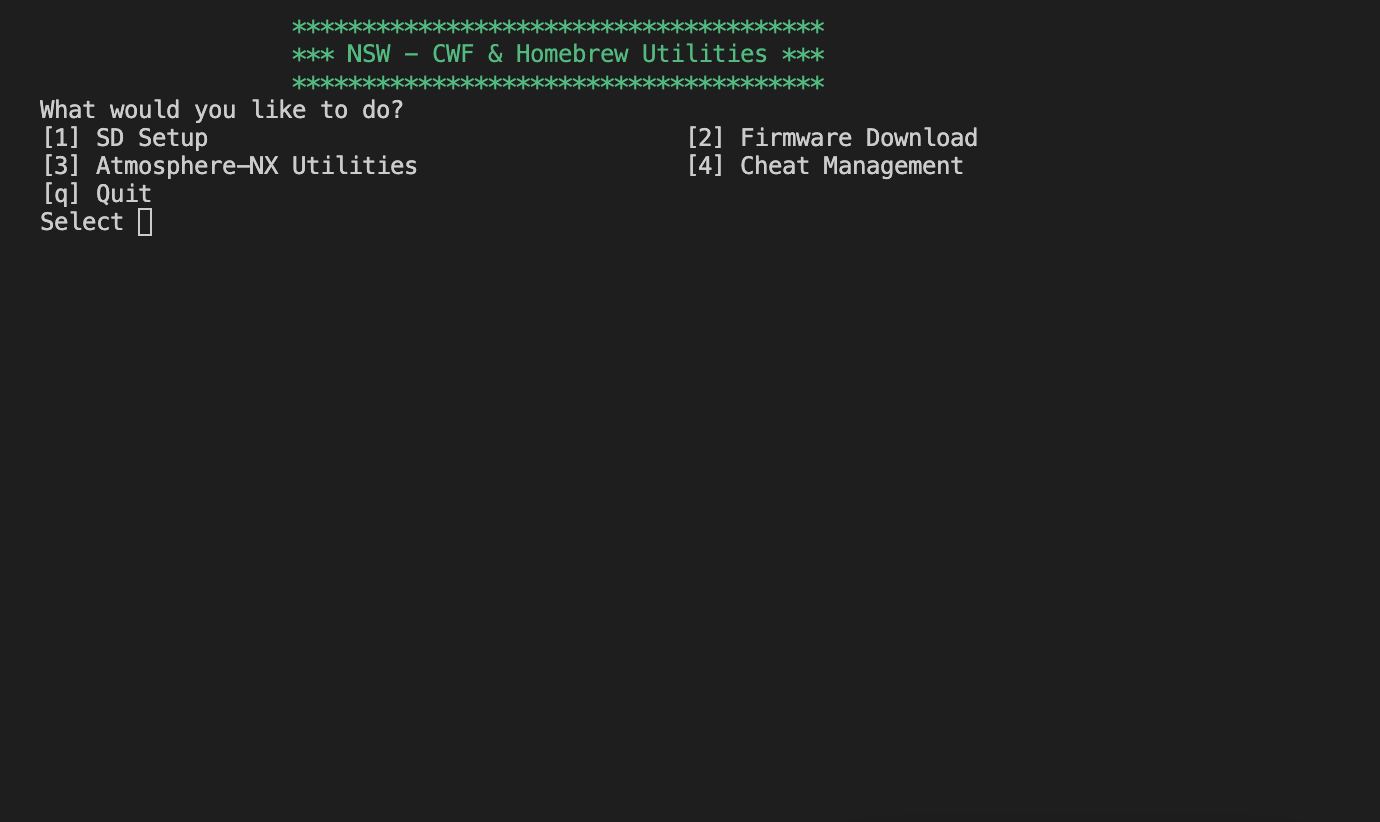 **************************************
*** NSW - CWF & Homebrew Utilities ***
**************************************
What would you like to do?
[1] SD Setup [2] Firmware Download
[3] Atmosphere-NX Utilities [4] Cheat Management
[q] Quit
Select